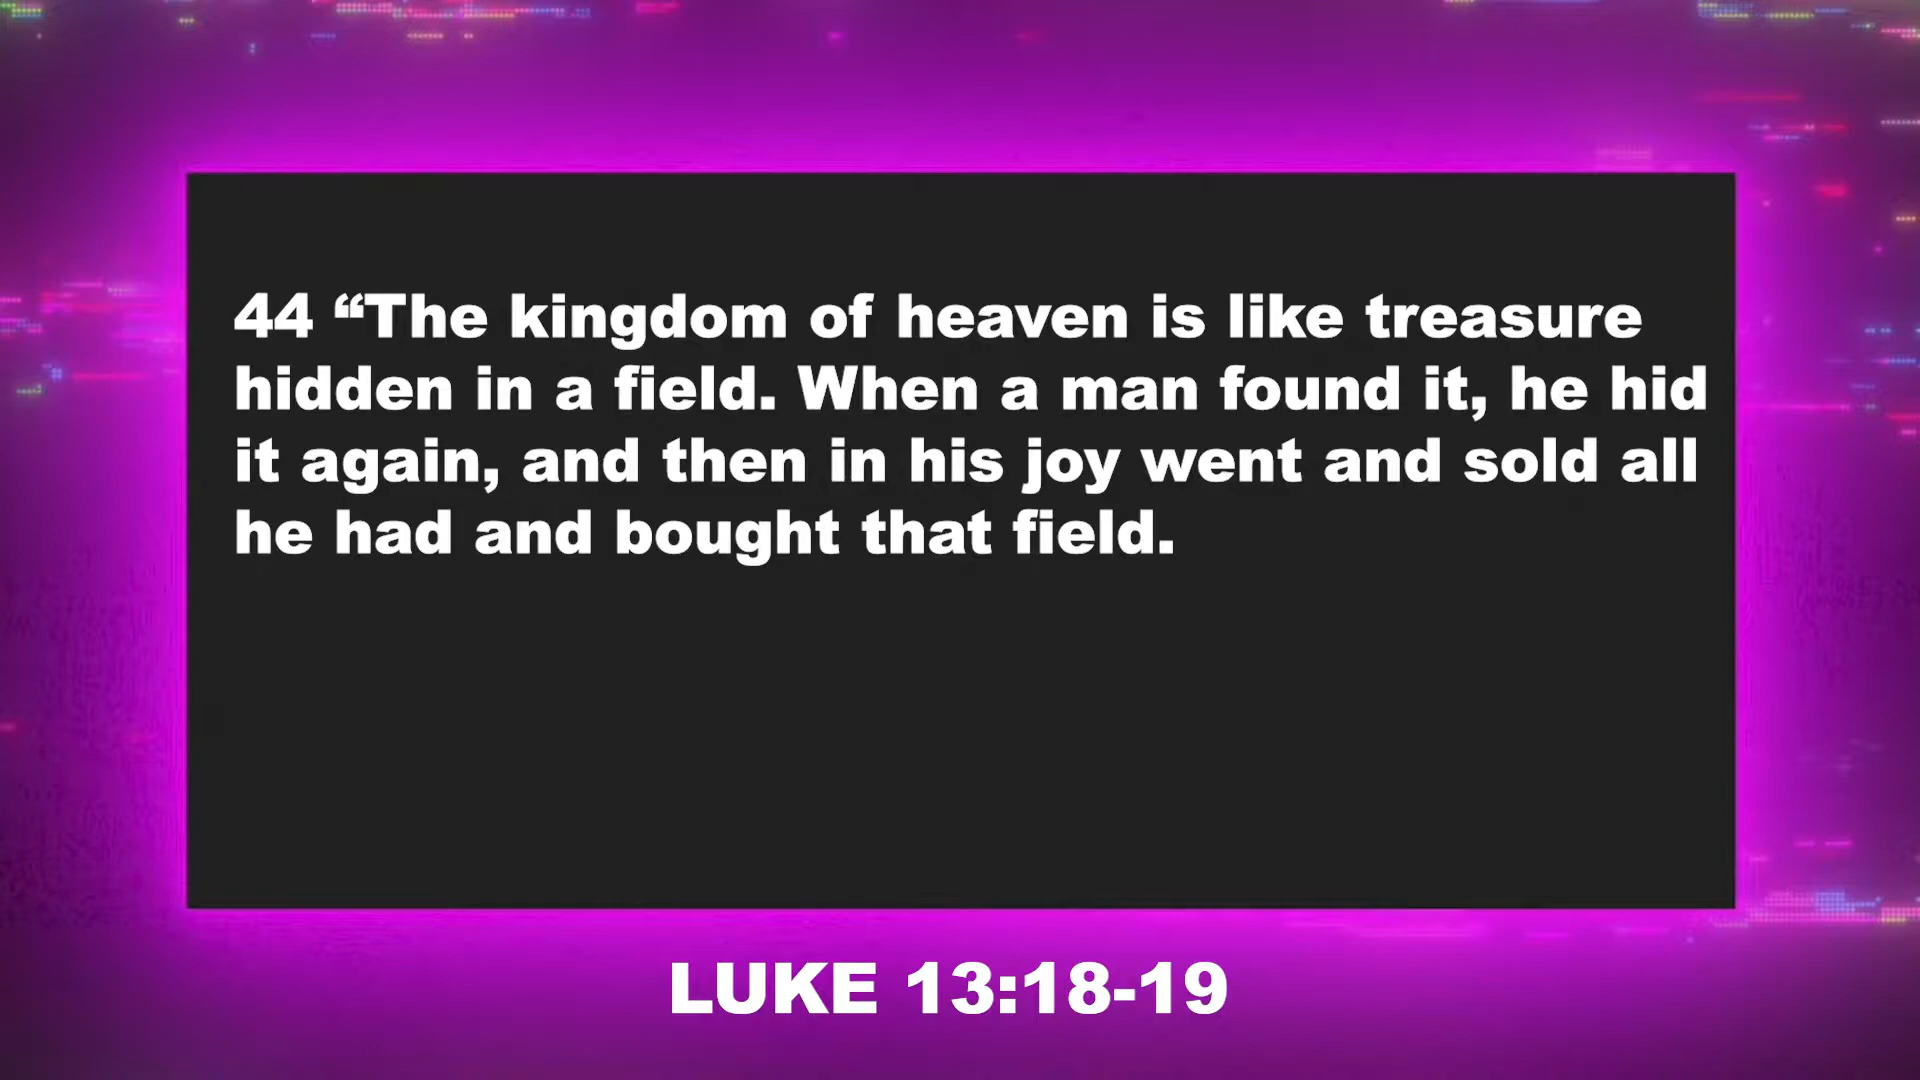 44 “The kingdom of heaven is like treasure
hidden in a field. When a man found it, he hid
it again, and then in his joy went and sold all
he had and bought that field.
LUKE 13:18-19